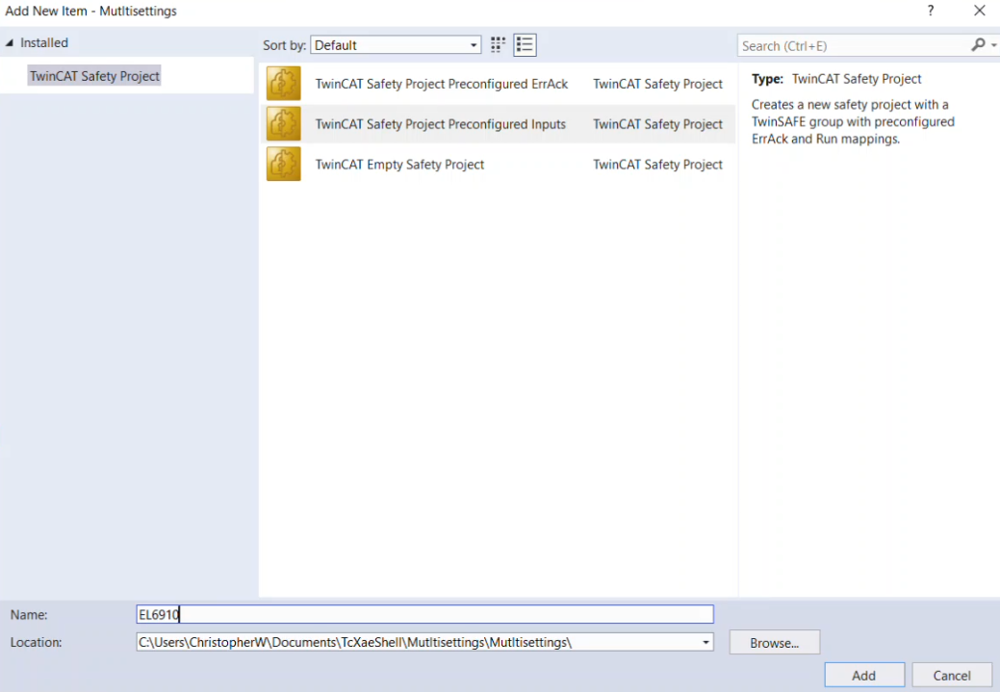 Add New Item - Mutltisettings
?
Installed
Sort by: Default
Search (Ctrl+E)
TwinCAT Safety Project
TwinCAT Safety Project Preconfigured ErrAck TwinCAT Safety Project
TwinCAT Safety Project Preconfigured Inputs TwinCAT Safety Project
TwinCAT Empty Safety Project TwinCAT Safety Project
Type: TwinCAT Safety Project
Creates a new safety project with a
TwinSAFE group with preconfigured
ErrAck and Run mappings.
Name: EL6910
Location: C:\Users\ChristopherW\Documents\TcXaeShell\Mutltisettings\Mutltisettings\
Browse...
Add Cancel